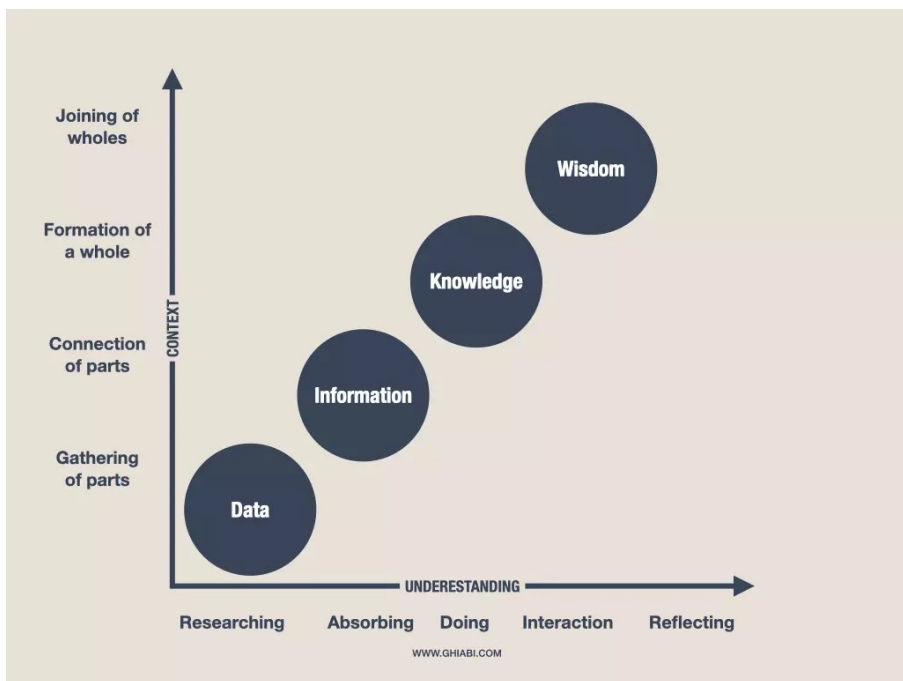 Joining of
wholes
Wisdom
Formation of
a whole
Knowledge
CONTEXT
Connection
of parts
Information
Gathering
of parts
Data
UNDERESTANDING
Researching Absorbing Doing Interaction Reflecting
WWW.GHIABI.COM